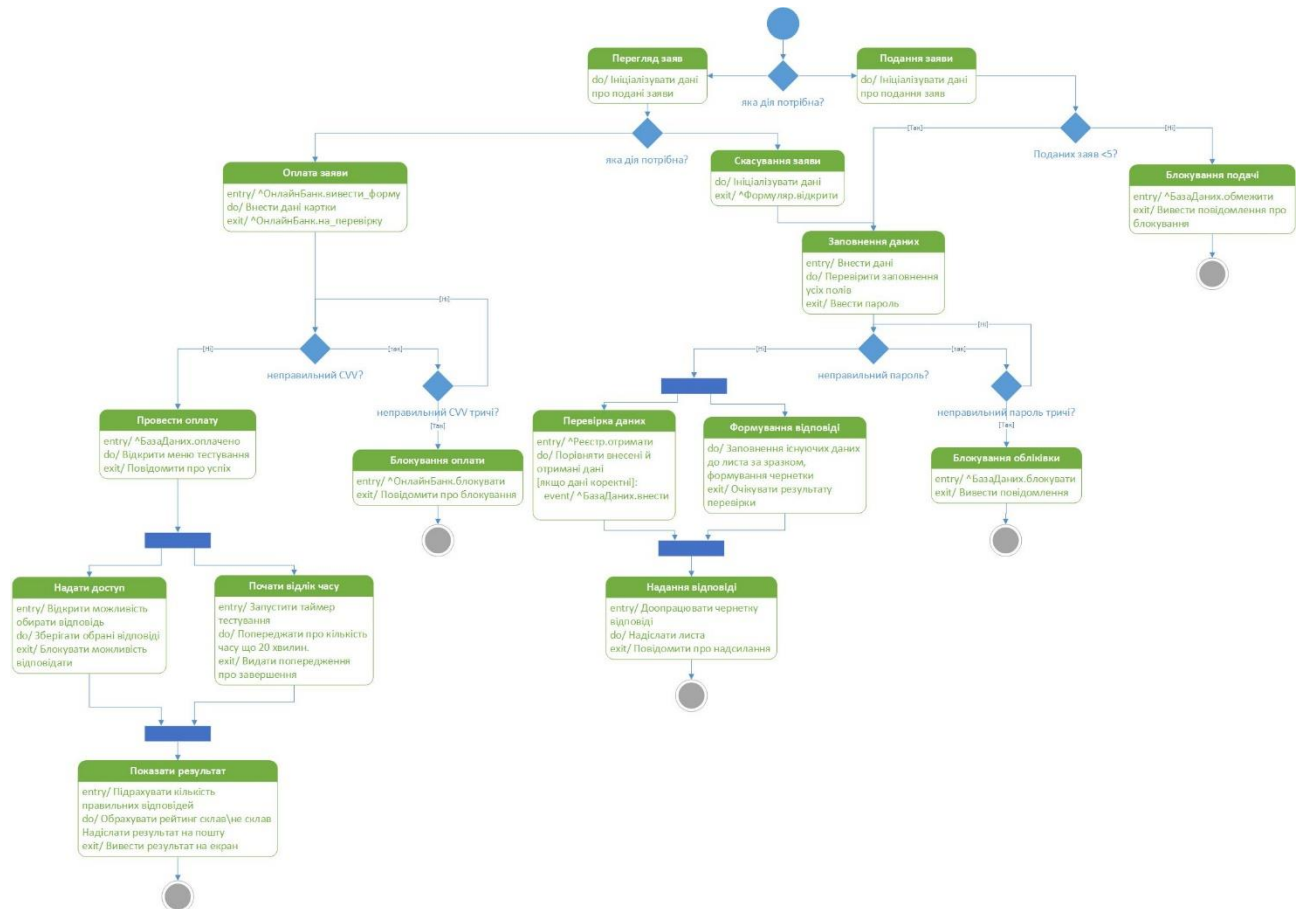 Перегляд заяв
do/ Ініціалізувати дані
про подані заяви
Подання заяви
do/ Ініціалізувати дані
про подання заяв
яка дія потрібна?
яка дія потрібна?
[Так]
[Ні]
Поданих заяв <5?
Оплата заяви
entry/ ^ОнлайнБанк.вивести_форму
do/ Внести дані картки
exit/ ^ОнлайнБанк.на_перевірку
Скасування заяви
do/ Ініціалізувати дані
exit/ ^Формуляр.відкрити
Блокування подачі
entry/ ^БазаДаних.обмежити
exit/ Вивести повідомлення про
блокування
Заповнення даних
entry/ Внести дані
do/ Перевірити заповнення
усіх полів
exit/ Ввести пароль
[Ні]
[Ні]
[так]
неправильний CVV?
неправильний CVV тричі?
[Так]
[Ні]
[Ні]
[так]
неправильний пароль?
неправильний пароль тричі?
[Так]
Провести оплату
entry/ ^БазаДаних.оплачено
do/ Відкрити меню тестування
exit/ Повідомити про успіх
Блокування оплати
entry/ ^ОнлайнБанк.блокувати
exit/ Повідомити про блокування
Перевірка даних
entry/ ^Реєстр.отримати
do/ Порівняти внесені й
отримані дані
[якщо дані коректні]:
event/ ^БазаДаних.внести
Формування відповіді
do/ Заповнення існуючих даних
до листа за зразком,
формування чернетки
exit/ Очікувати результату
перевірки
Блокування обліківки
entry/ ^БазаДаних.блокувати
exit/ Вивести повідомлення
Надати доступ
entry/ Відкрити можливість
обирати відповідь
do/ Зберігати обрані відповіді
exit/ Блокувати можливість
відповідати
Почати відлік часу
entry/ Запустити таймер
тестування
do/ Попереджати про кількість
часу що 20 хвилин.
exit/ Видати попередження
про завершення
Надання відповіді
entry/ Доопрацювати чернетку
відповіді
do/ Надіслати листа
exit/ Повідомити про надсилання
Показати результат
entry/ Підрахувати кількість
правильних відповідей
do/ Обрахувати рейтинг склав\не склав
Надіслати результат на пошту
exit/ Вивести результат на екран